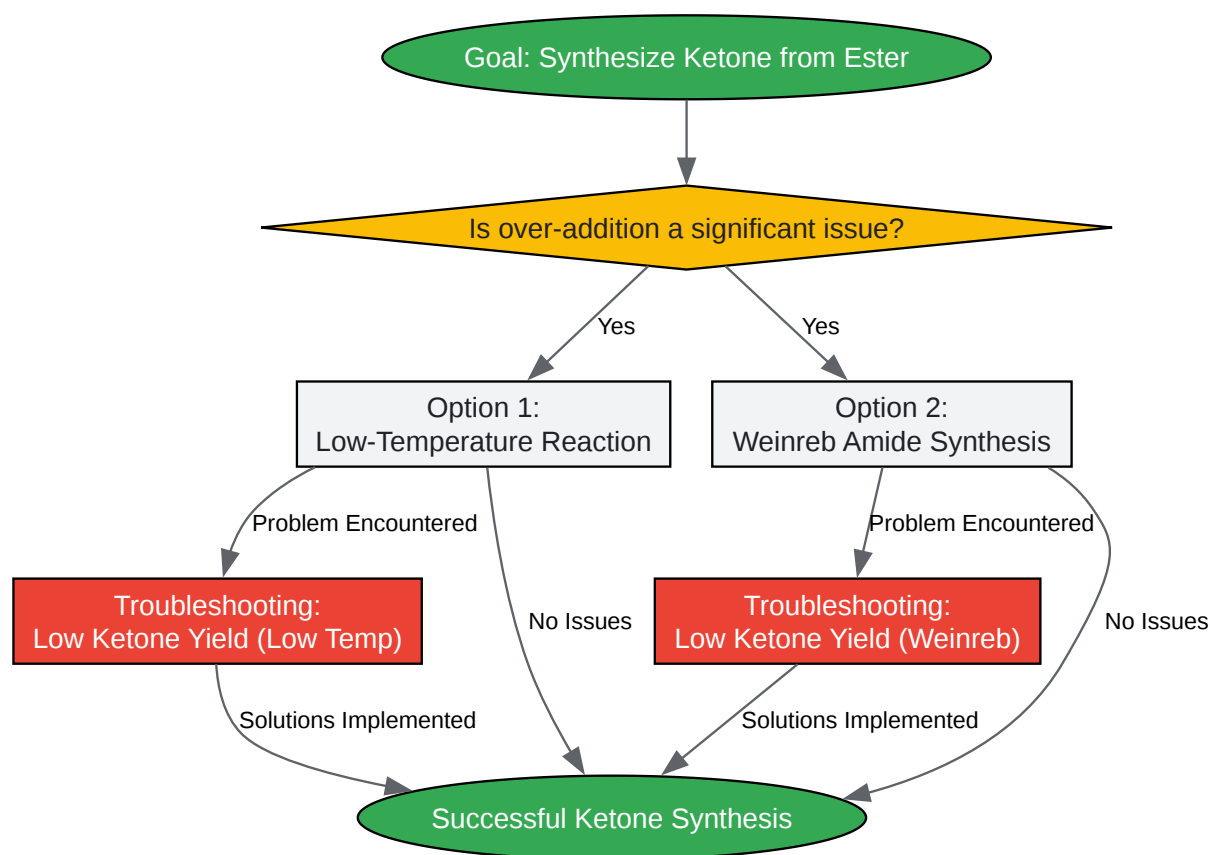 Goal: Synthesize Ketone from Ester
Is over-addition a significant issue?
Yes
Yes
Option 1:
Low-Temperature Reaction
Option 2:
Weinreb Amide Synthesis
Problem Encountered
Problem Encountered
Troubleshooting:
Low Ketone Yield (Low Temp)
No Issues
Troubleshooting:
Low Ketone Yield (Weinreb)
No Issues
Solutions Implemented
Solutions Implemented
Successful Ketone Synthesis